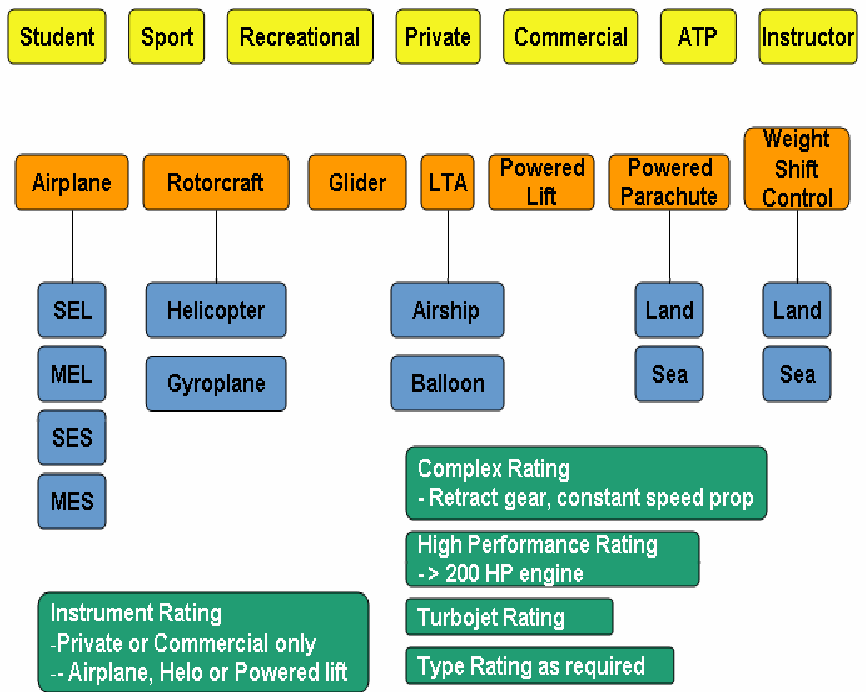 Student
Sport
Recreational
Private
Commercial
ATP
Instructor
Airplane
Rotorcraft
Glider
LTA
Powered
Lift
Powered
Parachute
Weight
Shift
Control
SEL
MEL
SES
MES
Helicopter
Gyroplane
Airship
Balloon
Land
Sea
Land
Sea
Complex Rating
- Retract gear, constant speed prop
High Performance Rating
-> 200 HP engine
Turbojet Rating
Type Rating as required
Instrument Rating
-Private or Commercial only
-- Airplane, Helo or Powered lift